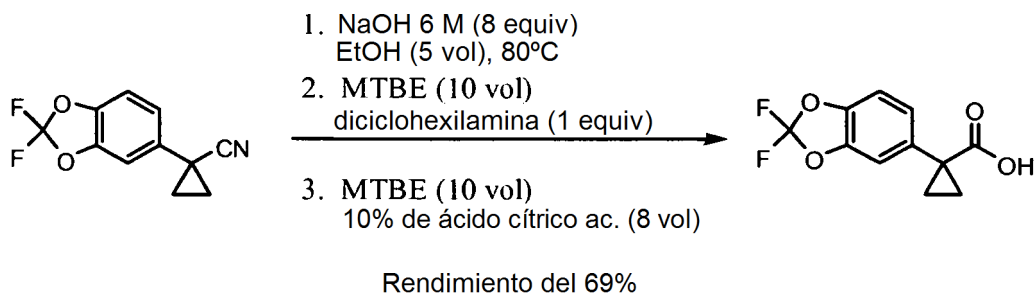 1. NaOH 6 M (8 equiv)
EtOH (5 vol), 80ºC
2. MTBE (10 vol)
diciclohexilamina (1 equiv)
3. MTBE (10 vol)
10% de ácido cítrico ac. (8 vol)
Rendimiento del 69%
F
F
O
O
CN
F
F
O
O
O
OH